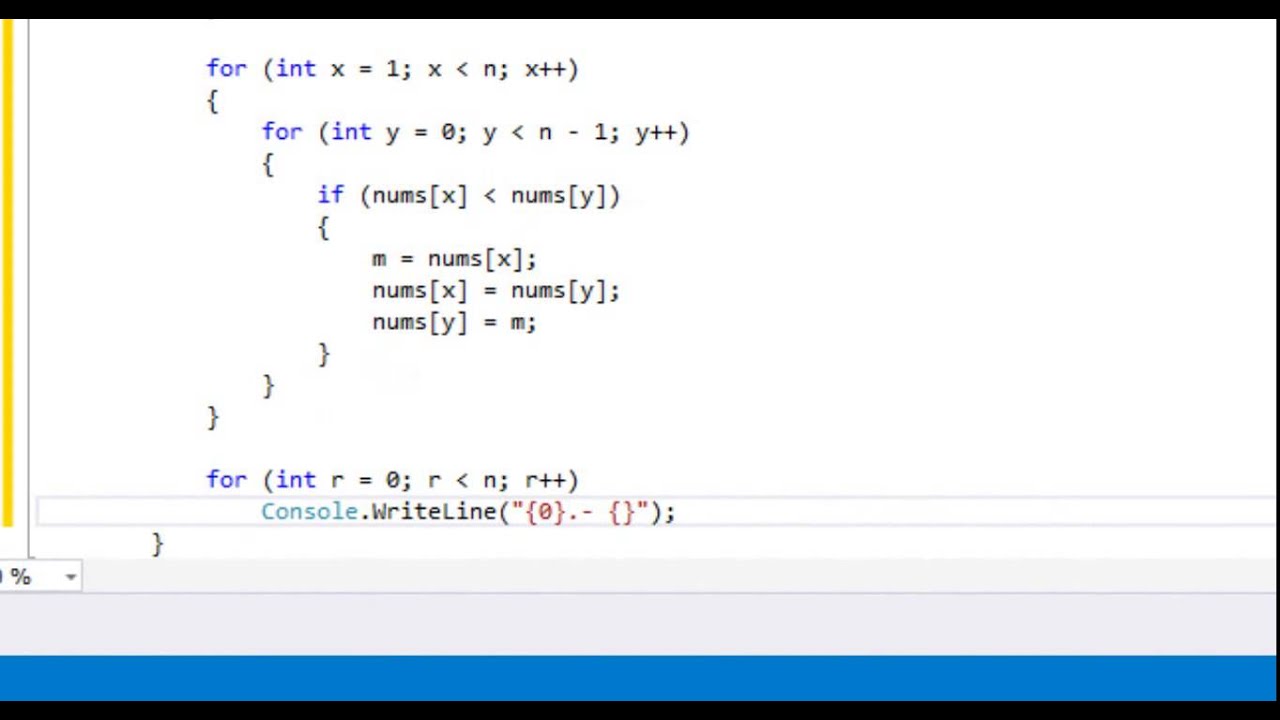 for (int x = 1; x < n; x++)
{
for (int y = 0; y < n - 1; y++)
{
if (nums[x] < nums[y])
{
m = nums[x];
nums[x] = nums[y];
nums[y] = m;
}
}
}
for (int r = 0; r < n; r++)
Console.WriteLine("{0}.- {}");
}
%